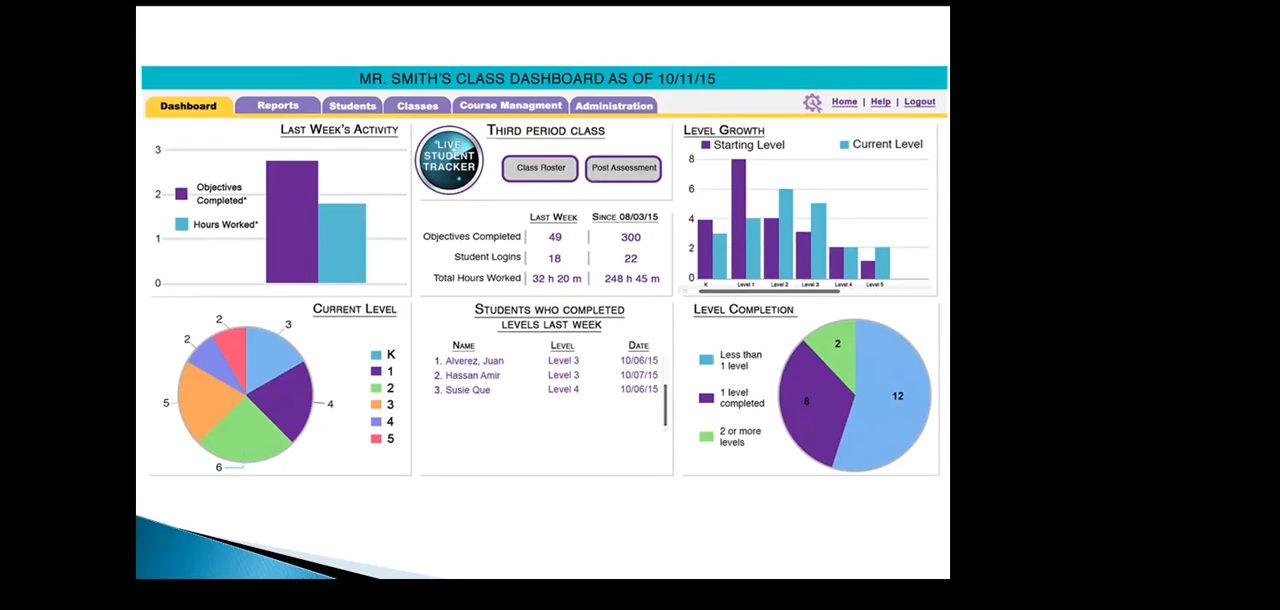 MR. SMITH'S CLASS DASHBOARD AS OF 10/11/15
Dashboard Reports Students Classes Course Managment Administration Home | Help | Logout
LAST WEEK'S ACTIVITY
3
2
1
0
Objectives
Completed*
Hours Worked*
"LIVE
STUDENT
TRACKER
THIRD PERIOD CLASS
Class Roster Post Assessment
LAST WEEK SINCE 08/03/15
Objectives Completed 49 300
Student Logins 18 22
Total Hours Worked 32 h 20 m 248 h 45 m
LEVEL GROWTH
Starting Level Current Level
8
6
4
2
0
K Level 1 Level 2 Level 3 Level 4 Level 5
CURRENT LEVEL
2 3
2
5 4
6
K
1
2
3
4
5
STUDENTS WHO COMPLETED
LEVELS LAST WEEK
NAME LEVEL DATE
1. Alverez, Juan Level 3 10/06/15
2. Hassan Amir Level 3 10/07/15
3. Susie Que Level 4 10/06/15
LEVEL COMPLETION
Less than
1 level
1 level
completed
2 or more
levels
2
8 12